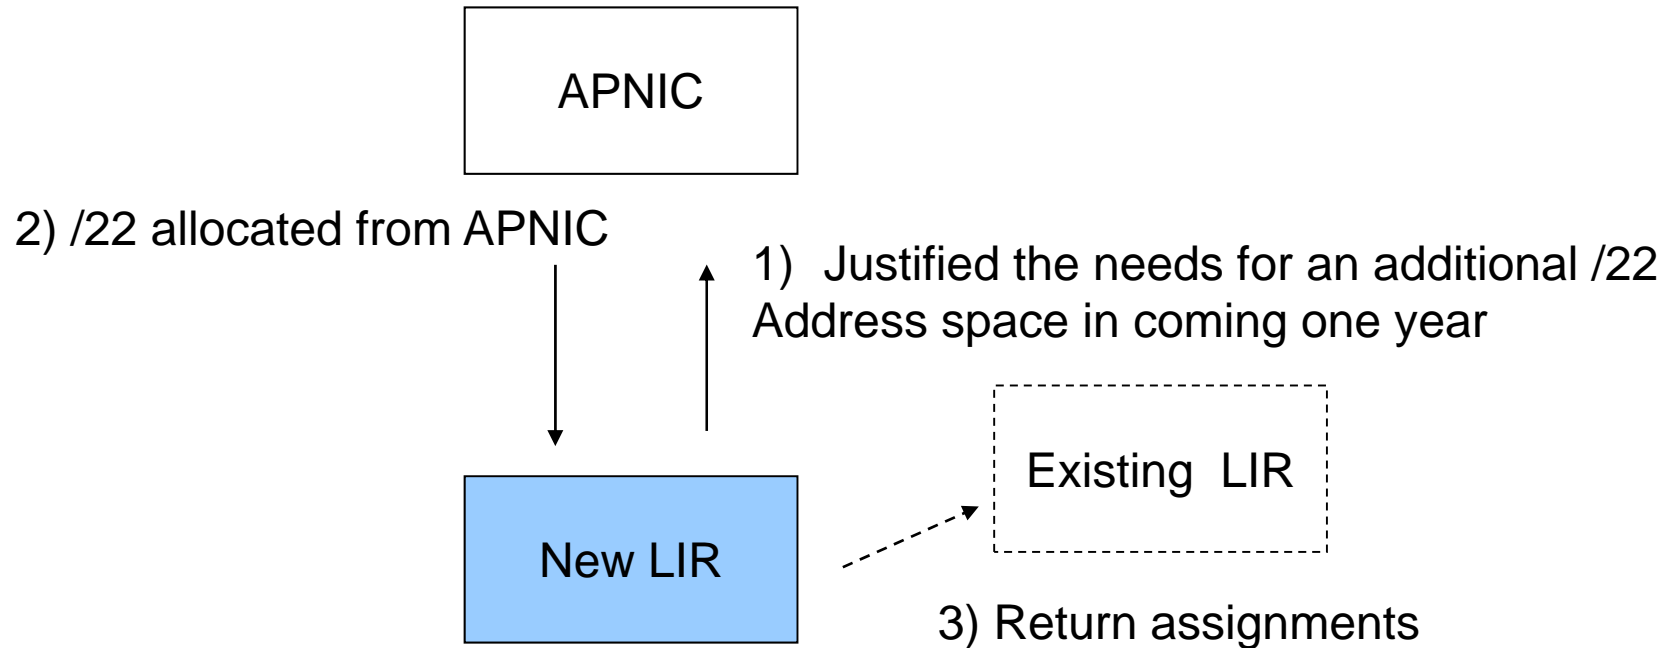 APNIC
2) /22 allocated from APNIC
1) Justified the needs for an additional /22
Address space in coming one year
Existing LIR
New LIR
3) Return assignments